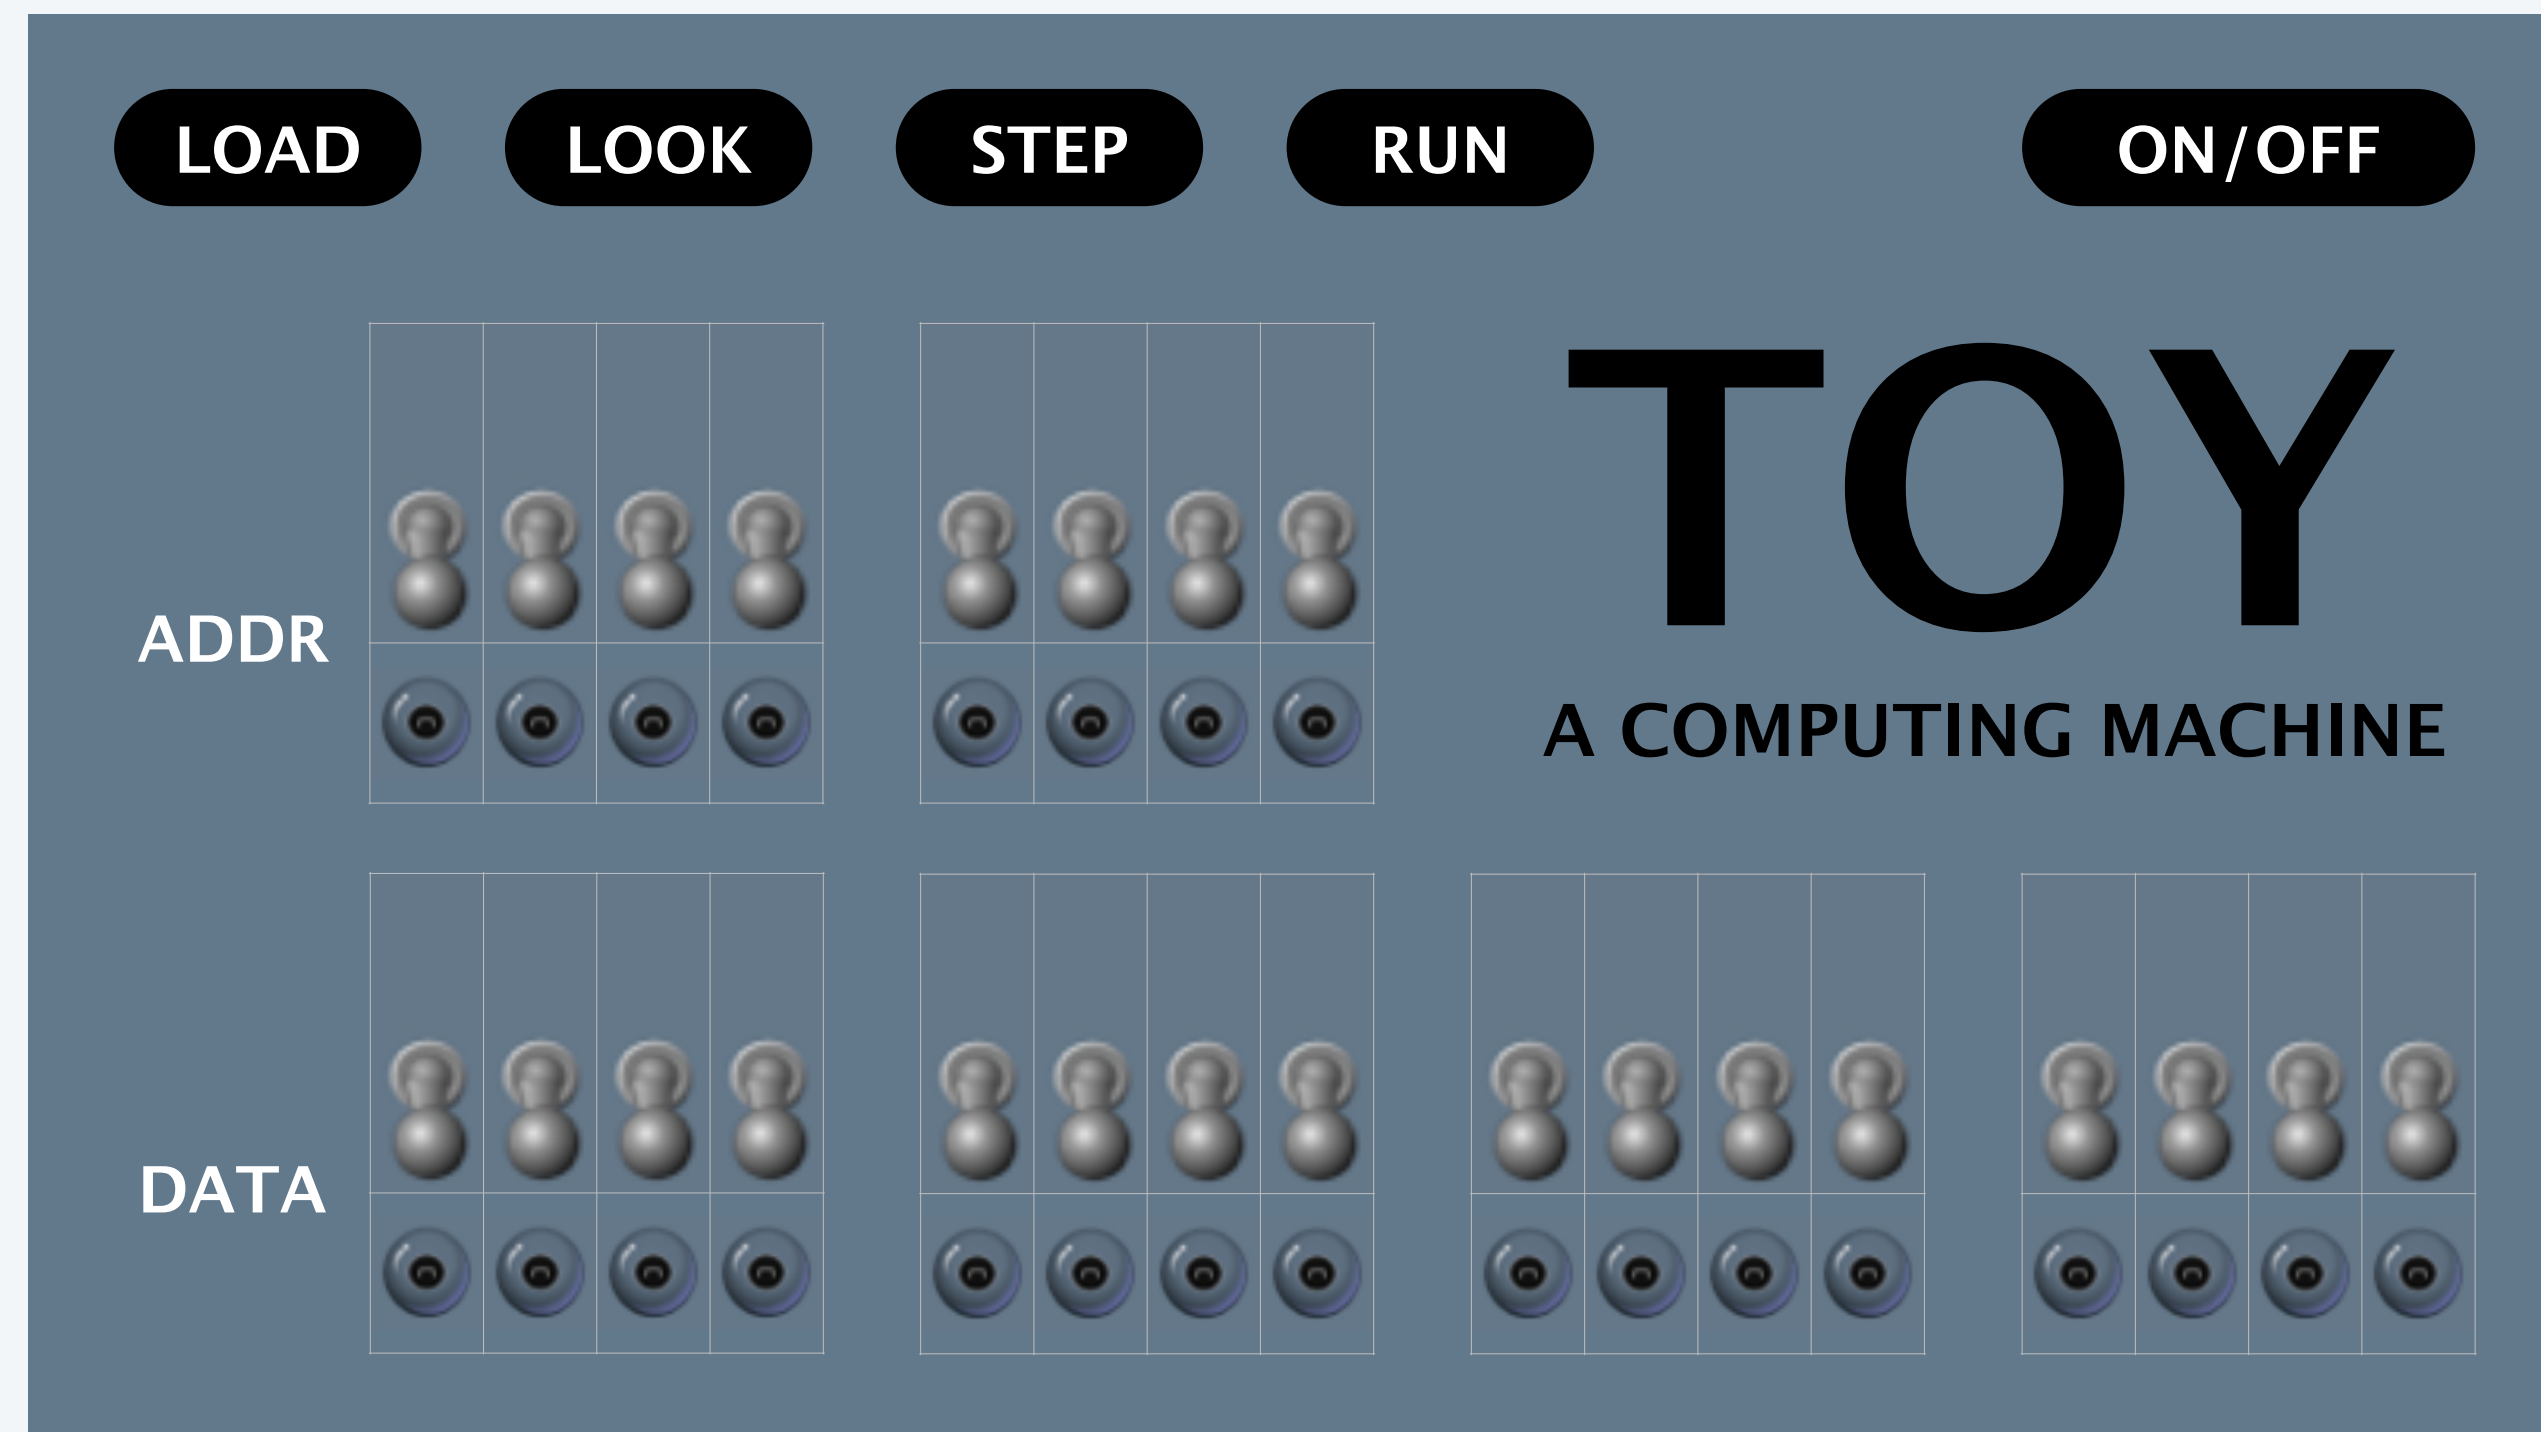 LOAD LOOK STEP RUN ON/OFF
TOY
ADDR
A COMPUTING MACHINE
DATA